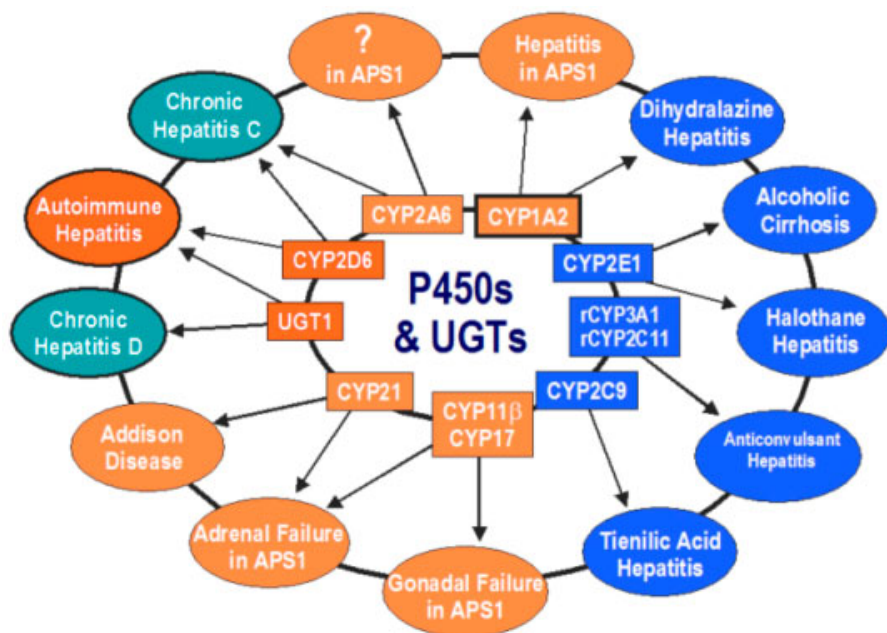 ?
in APS1
Hepatitis
in APS1
Chronic
Hepatitis C
Dihydralazine
Hepatitis
Autoimmune
Hepatitis
CYP2A6
CYP1A2
Alcoholic
Cirrhosis
CYP2D6
CYP2E1
P450s
& UGTs
Chronic
Hepatitis D
UGT1
rCYP3A1
rCYP2C11
Halothane
Hepatitis
CYP21
CYP11β
CYP17
CYP2C9
Addison
Disease
Anticonvulsant
Hepatitis
Adrenal Failure
in APS1
Gonadal Failure
in APS1
Tienilic Acid
Hepatitis